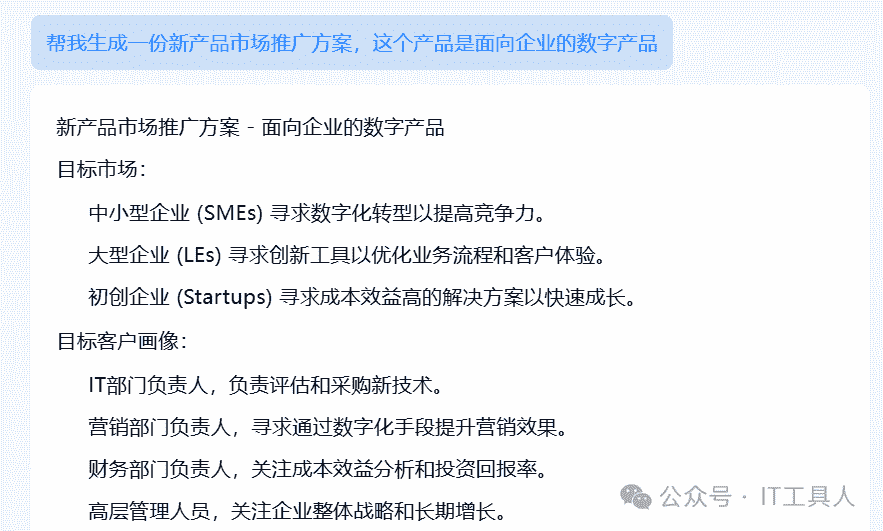 帮我生成一份新产品市场推广方案，这个产品是面向企业的数字产品
新产品市场推广方案 - 面向企业的数字产品
目标市场：
中小型企业 (SMEs) 寻求数字化转型以提高竞争力。
大型企业 (LEs) 寻求创新工具以优化业务流程和客户体验。
初创企业 (Startups) 寻求成本效益高的解决方案以快速成长。
目标客户画像：
IT部门负责人，负责评估和采购新技术。
营销部门负责人，寻求通过数字化手段提升营销效果。
财务部门负责人，关注成本效益分析和投资回报率。
高层管理人员，关注企业整体战略和长期增长。
公众号 · IT工具人